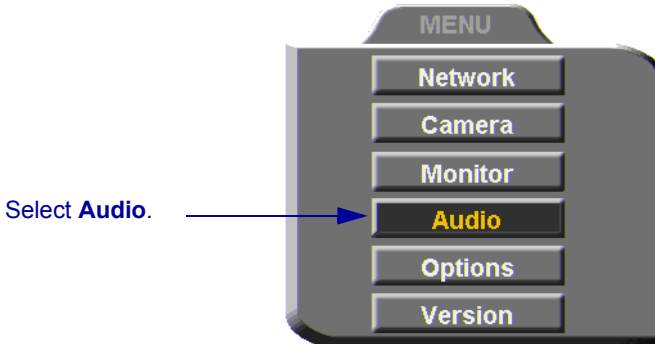 MENU
Network
Camera
Monitor
Select Audio.
Audio
Options
Version